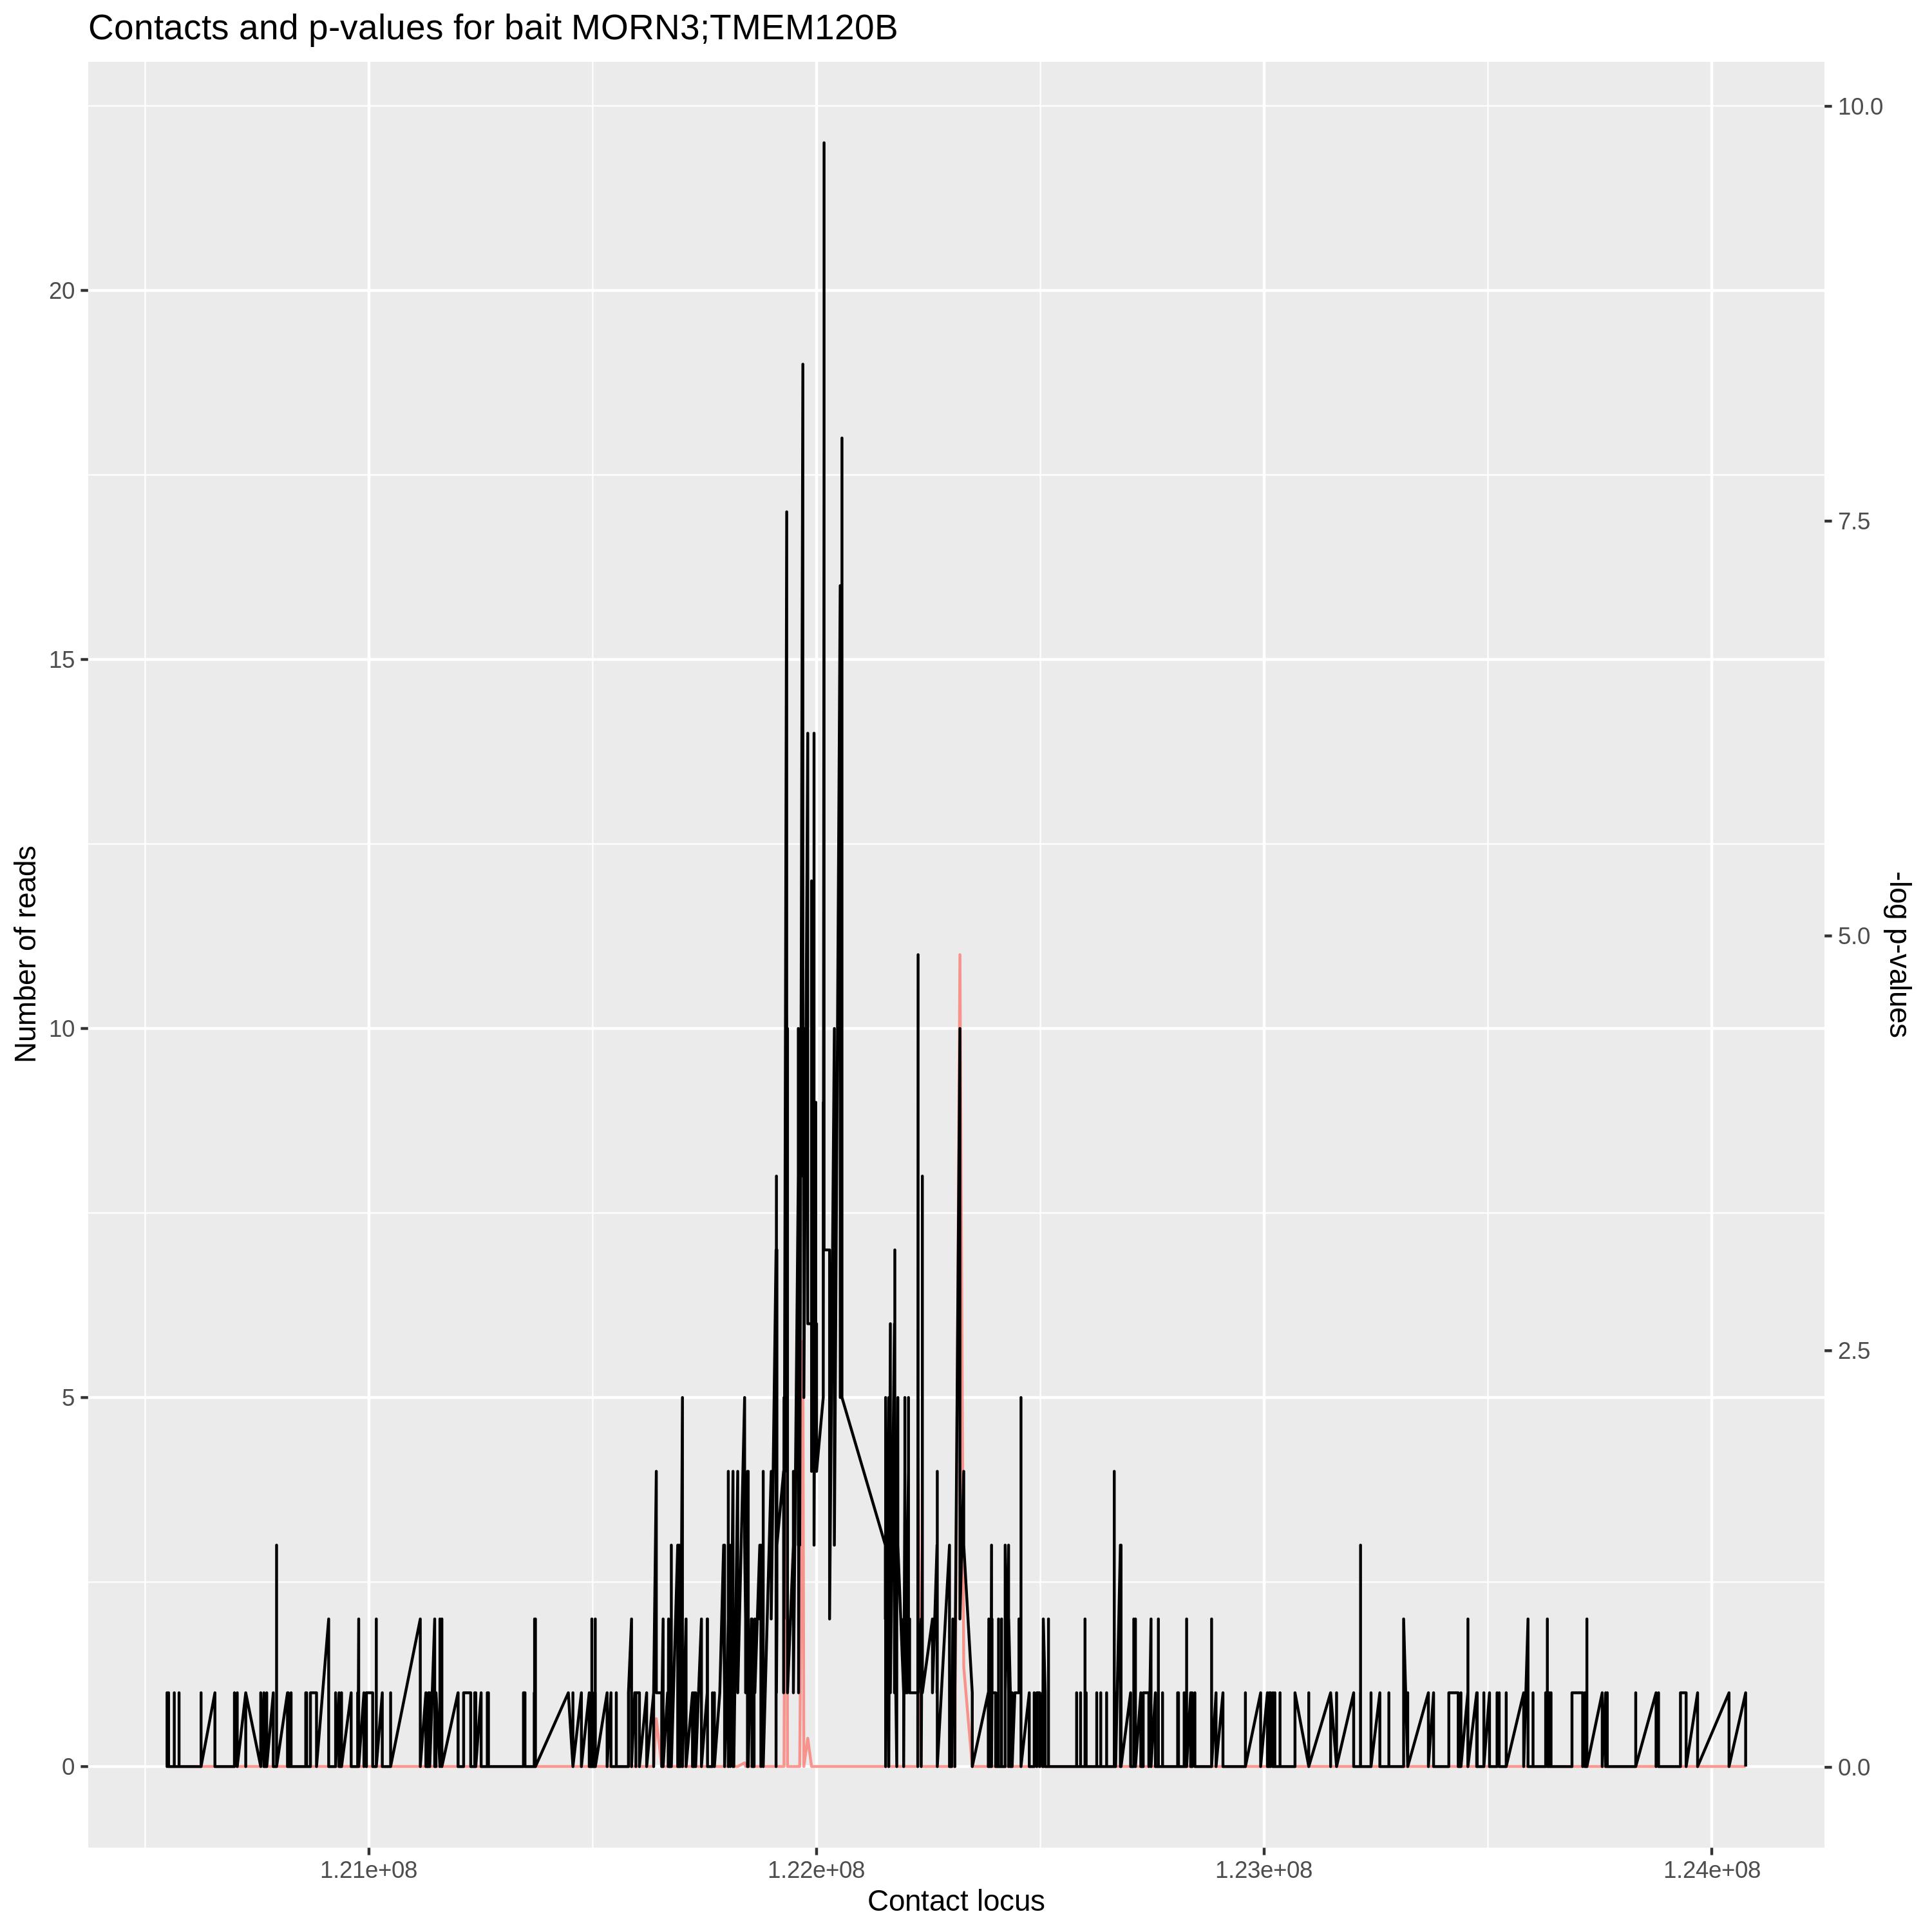 Contacts and p-values for bait MORN3;TMEM120B
10.0
20
7.5
15
Number of reads
-log p-values
5.0
10
2.5
5
0
0.0
1.21e+08
1.22e+08
1.23e+08
1.24e+08
Contact locus